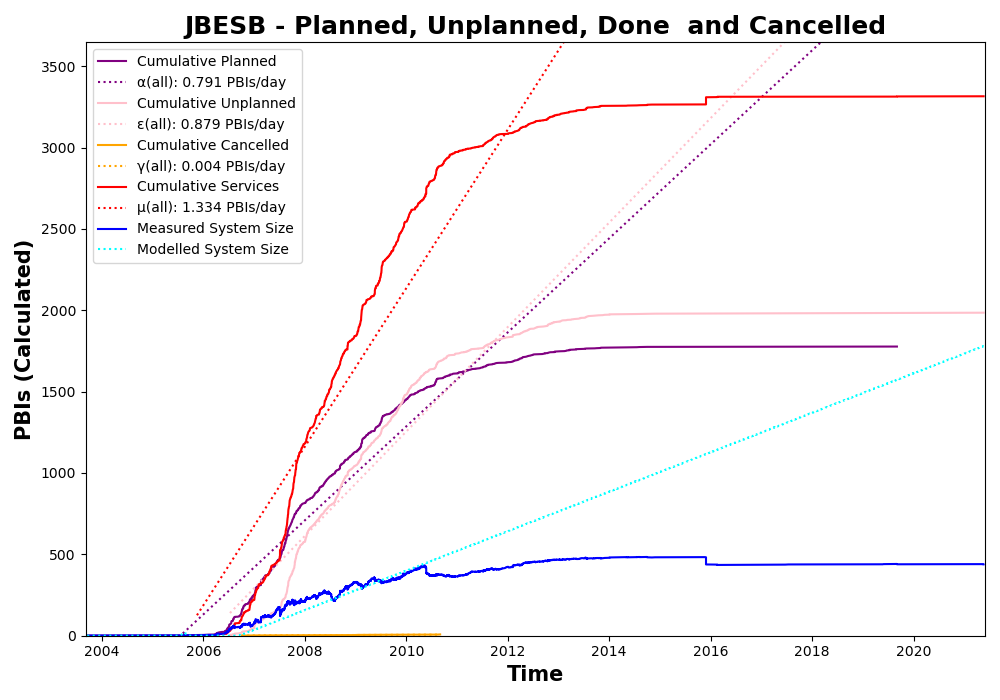 JBESB - Planned, Unplanned, Done  and Cancelled
Cumulative Planned
α(all): 0.791 PBIs/day
Cumulative Unplanned
ε(all): 0.879 PBIs/day
Cumulative Cancelled
γ(all): 0.004 PBIs/day
Cumulative Services
μ(all): 1.334 PBIs/day
Measured System Size
Modelled System Size
PBIs (Calculated)
3500
3000
2500
2000
1500
1000
500
0
2004 2006 2008 2010 2012 2014 2016 2018 2020
Time